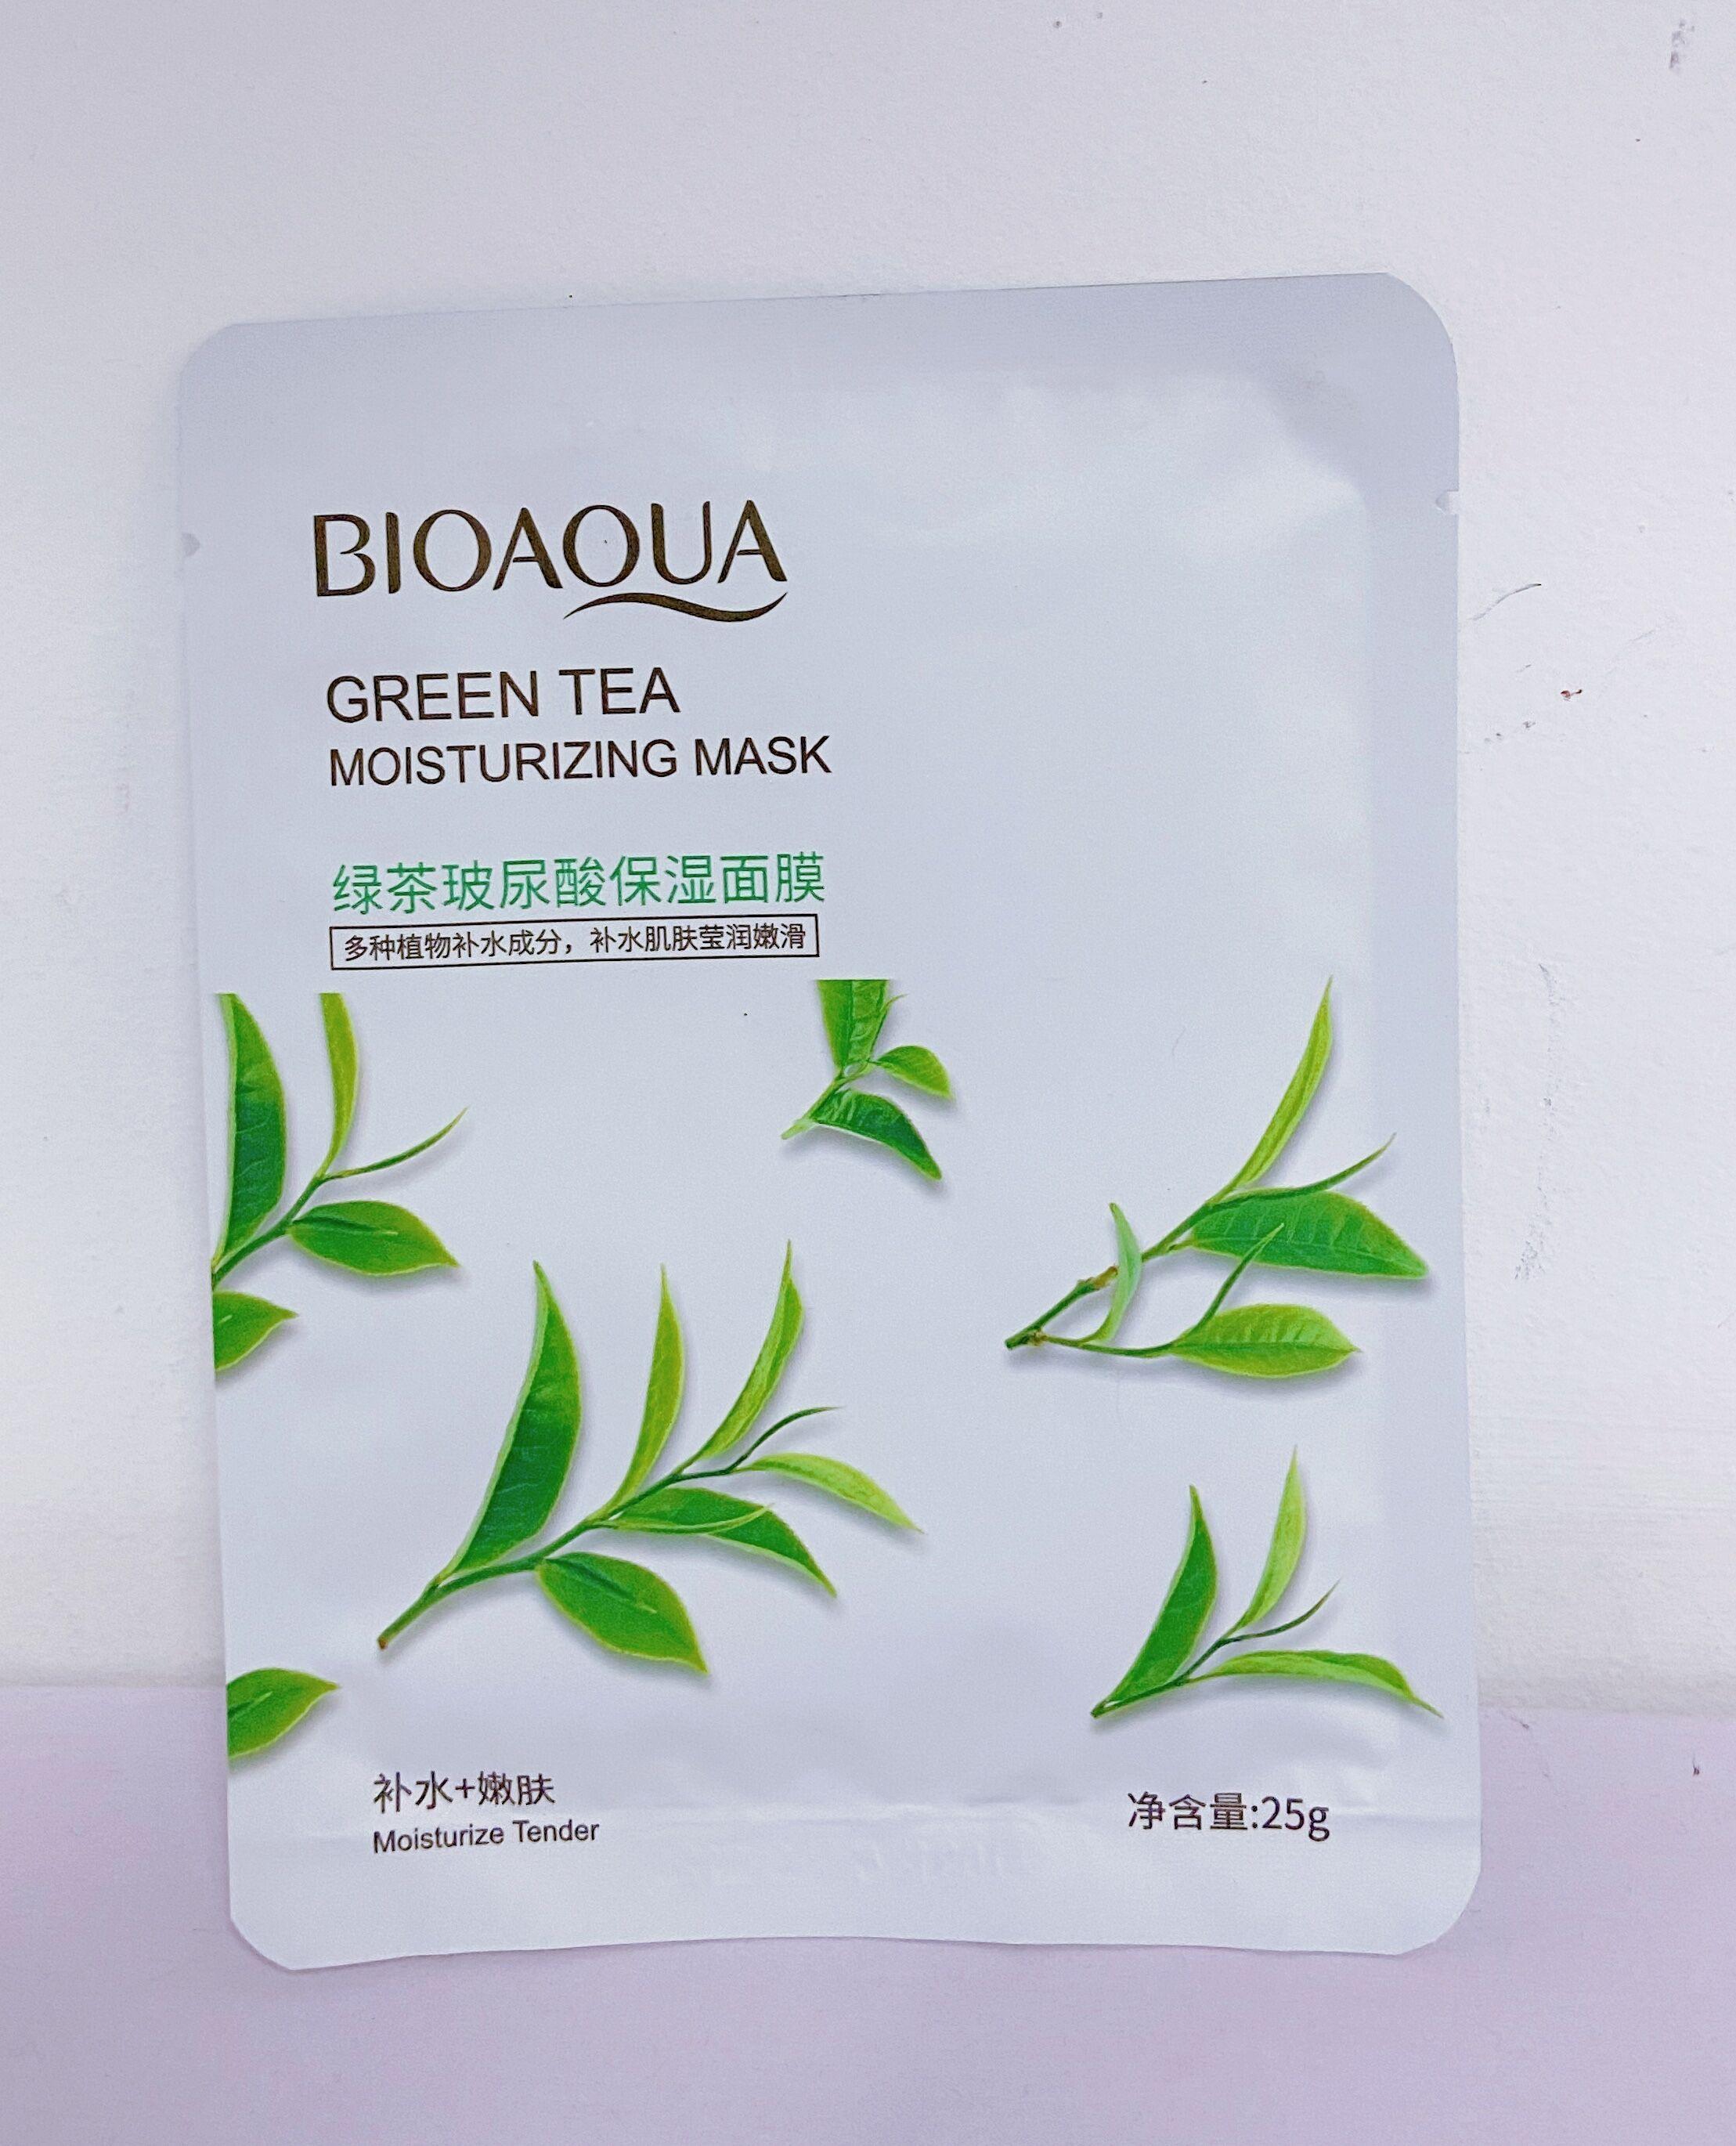 BIOAQUA
GREEN TEA
MOISTURIZING MASK
绿茶玻尿酸保湿面膜
多种植物补水成分，补水肌肤莹润嫩滑
补水+嫩肤
Moisturize Tender
净含量:25g